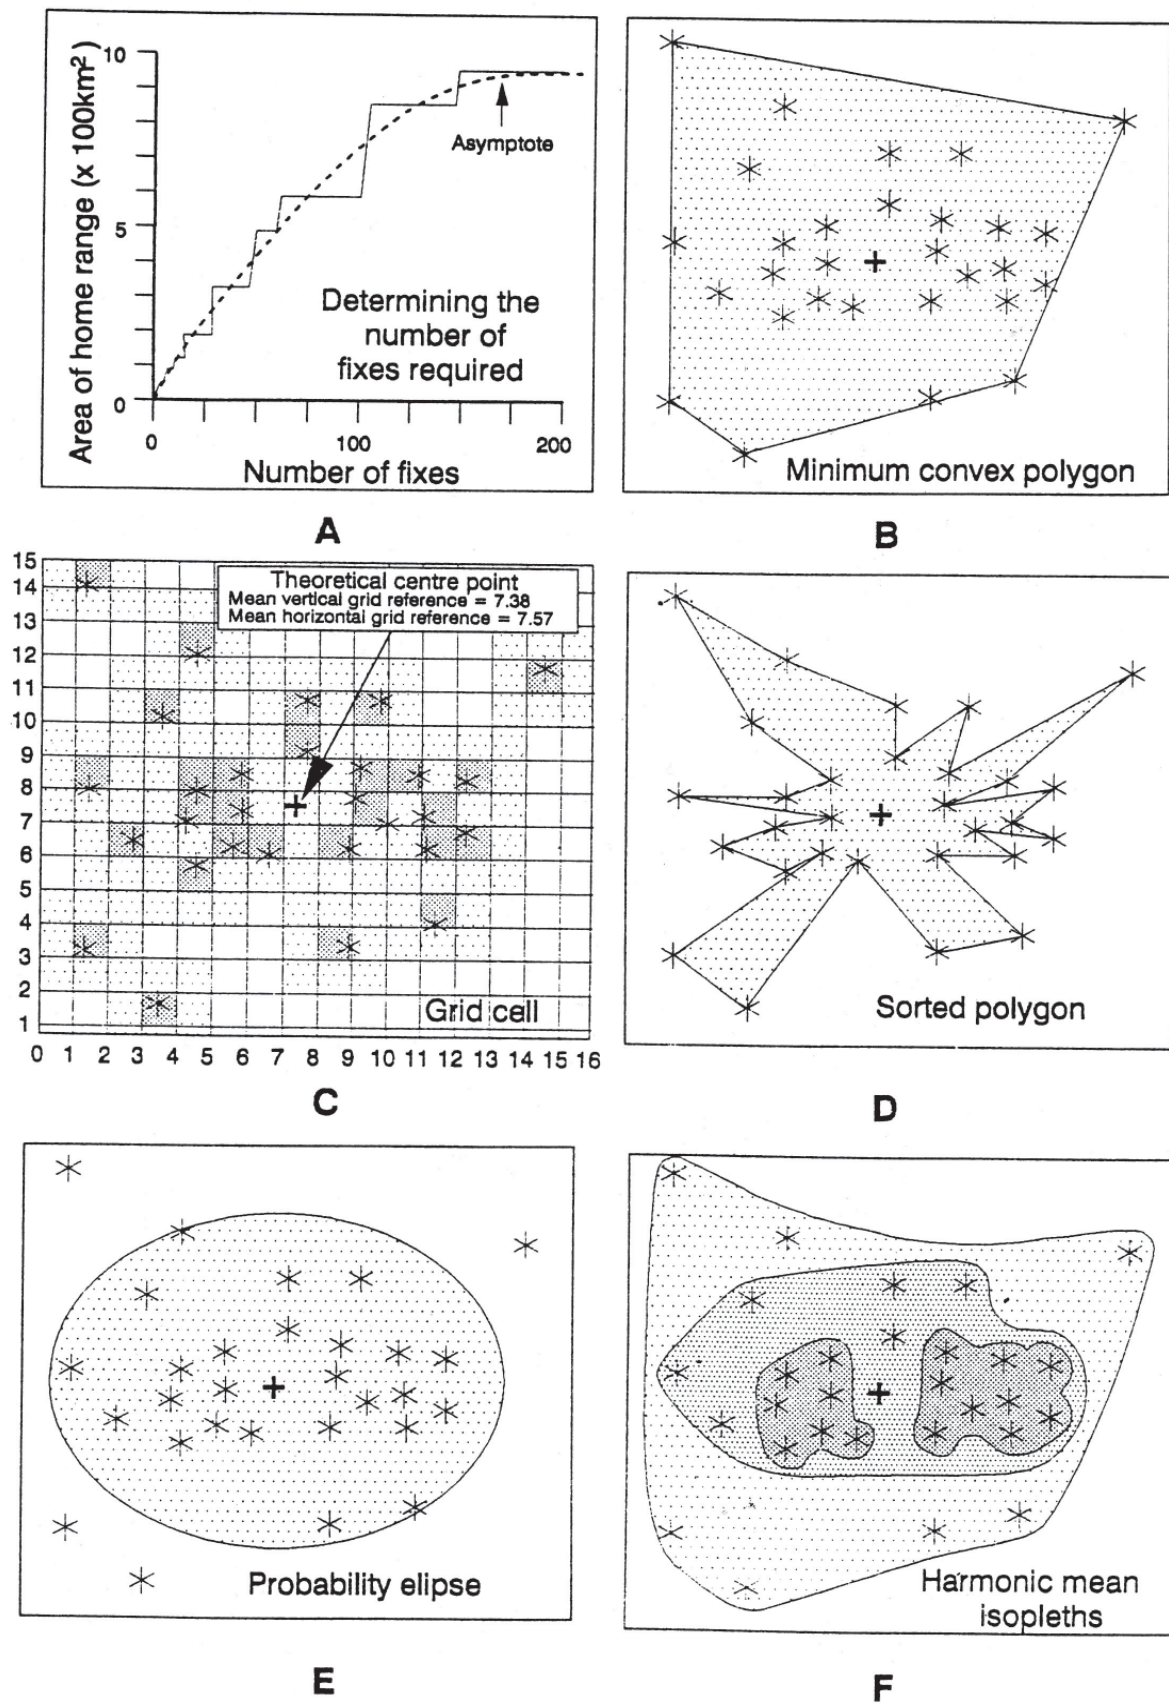 10
5
0
Area of home range (x 100km²)
Asymptote
Determining the
number of
fixes required
0
100
200
Number of fixes
A
Minimum convex polygon
B
15
14
13
12
11
10
9
8
7
6
5
4
3
2
1
Theoretical centre point
Mean vertical grid reference = 7.38
Mean horizontal grid reference = 7.57
Grid cell
0 1 2 3 4 5 6 7 8 9 10 11 12 13 14 15 16
C
Sorted polygon
D
Probability elipse
E
Harmonic mean
isopleths
F